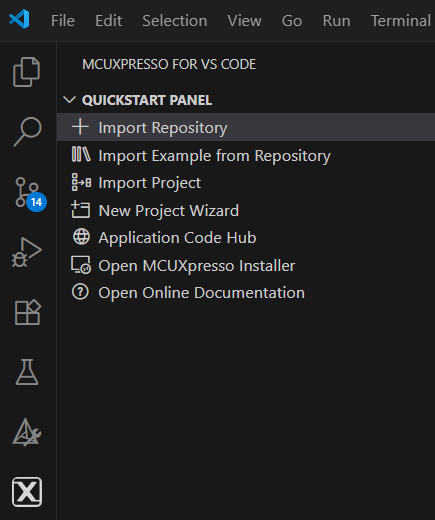 File Edit Selection View Go Run Terminal
MCUXPRESSO FOR VS CODE
QUICKSTART PANEL
Import Repository
Import Example from Repository
Import Project
New Project Wizard
14
Application Code Hub
Open MCUXpresso Installer
Open Online Documentation